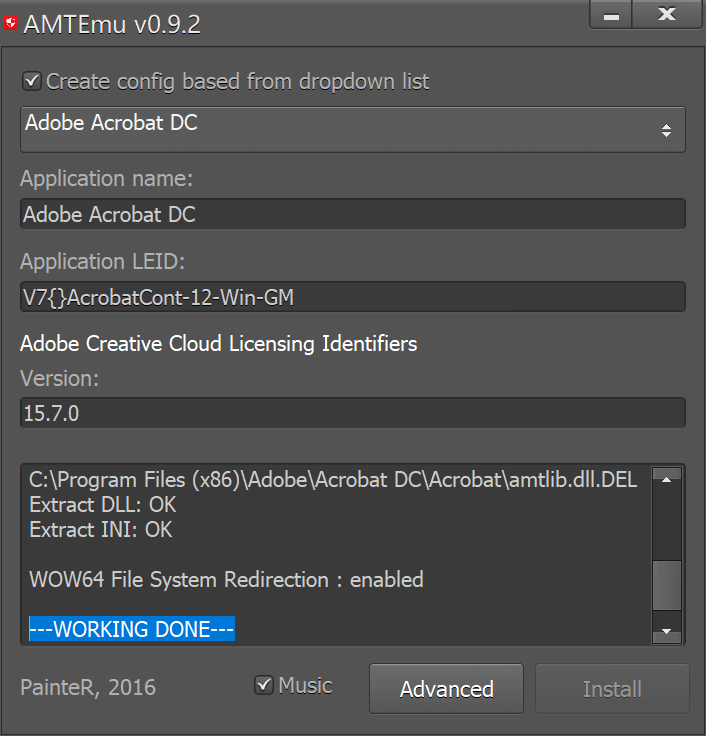 AMTEmu v0.9.2
Create config based from dropdown list
Adobe Acrobat DC
Application name:
Adobe Acrobat DC
Application LEID:
V7{}AcrobatCont-12-Win-GM
Adobe Creative Cloud Licensing Identifiers
Version:
15.7.0
C:\Program Files (x86)\Adobe\Acrobat DC\Acrobat\amtlib.dll.DEL
Extract DLL: OK
Extract INI: OK
WOW64 File System Redirection : enabled
---WORKING DONE---
PainteR, 2016
Music
Advanced
Install